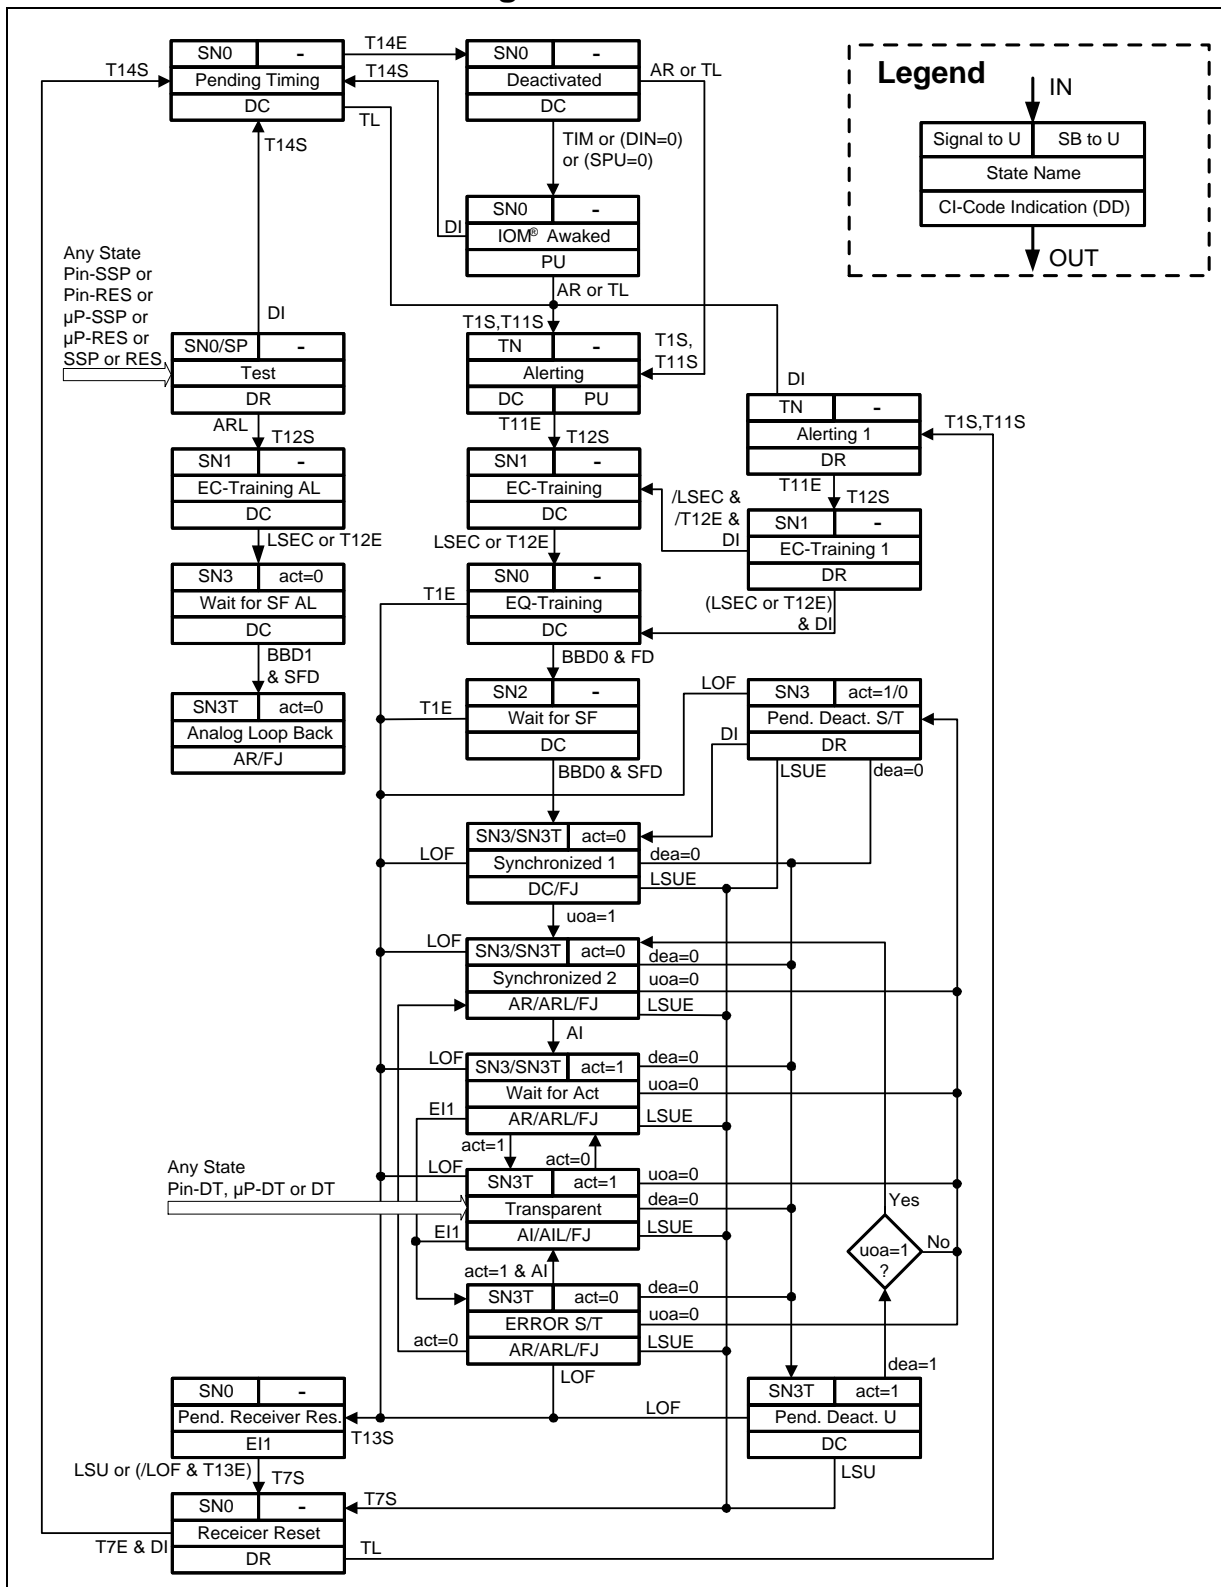 SN0 -
Pending Timing
DC
T14E
T14S
T14S
TL
T14S
SN0 -
Deactivated
DC
AR or TL
TIM or (DIN=0)
or (SPU=0)
SN0 -
IOM® Awaked
PU
DI
AR or TL
Legend
IN
Signal to U SB to U
State Name
CI-Code Indication (DD)
OUT
Any State
Pin-SSP or
Pin-RES or
µP-SSP or
µP-RES or
SSP or RES
DI
SN0/SP -
Test
DR
ARL
T12S
T1S,T11S
TN -
Alerting
DC PU
T1S,
T11S
T11E
T12S
DI
TN -
Alerting 1
DR
T1S,T11S
T11E
T12S
SN1 -
EC-Training AL
DC
LSEC or T12E
SN1 -
EC-Training
DC
LSEC or T12E
/LSEC &
/T12E &
DI
SN1 -
EC-Training 1
DR
(LSEC or T12E)
& DI
SN3 act=0
Wait for SF AL
DC
BBD1
& SFD
SN0 -
EQ-Training
DC
T1E
BBD0 & FD
SN3T act=0
Analog Loop Back
AR/FJ
SN2 -
Wait for SF
DC
T1E
BBD0 & SFD
LOF
SN3 act=1/0
Pend. Deact. S/T
DR
DI
LSUE
dea=0
SN3/SN3T act=0
Synchronized 1
DC/FJ
LOF
dea=0
LSUE
uoa=1
SN3/SN3T act=0
Synchronized 2
AR/ARL/FJ
LOF
dea=0
uoa=0
LSUE
AI
SN3/SN3T act=1
Wait for Act
AR/ARL/FJ
LOF
dea=0
uoa=0
EI1
LSUE
act=1
act=0
Any State
Pin-DT, µP-DT or DT
LOF
SN3T act=1
Transparent
AI/AIL/FJ
uoa=0
dea=0
EI1
LSUE
act=1 & AI
Yes
uoa=1
?
No
SN3T act=0
ERROR S/T
AR/ARL/FJ
dea=0
uoa=0
act=0
LSUE
LOF
dea=1
SN0 -
Pend. Receiver Res.
EI1
T13S
LOF
SN3T act=1
Pend. Deact. U
DC
LSU
LSU or (/LOF & T13E)
T7S
T7S
SN0 -
Receicer Reset
DR
T7E & DI
TL